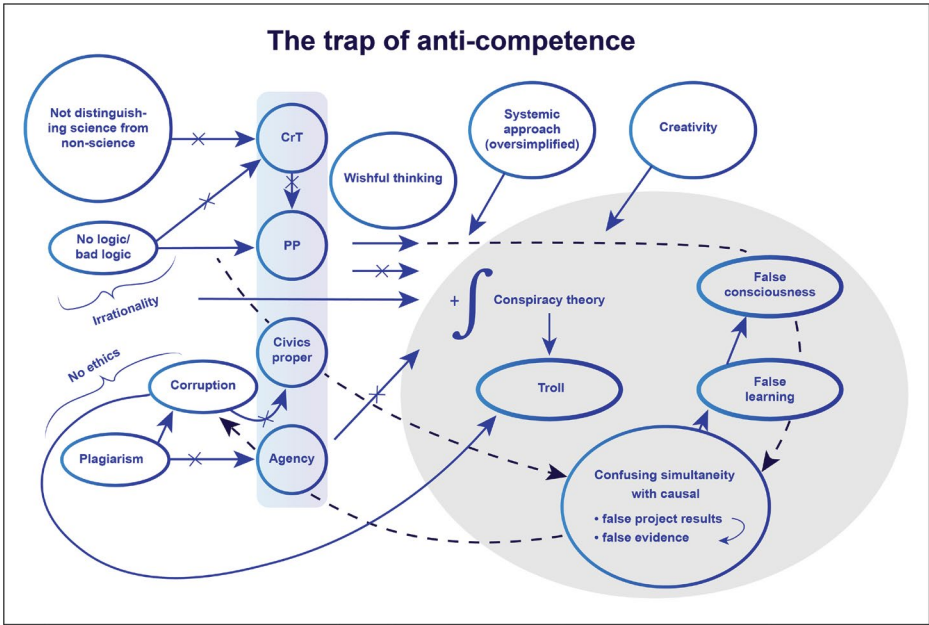 The trap of anti-competence
Not distinguish-
ing science from
non-science
CrT
Wishful thinking
Systemic
approach
(oversimplified)
Creativity
No logic/
bad logic
PP
Irrationality
+ ∫ Conspiracy theory
False
consciousness
Civics
proper
No ethics
Corruption
Troll
False
learning
Plagiarism
Agency
Confusing simultaneity
with causal
• false project results
• false evidence